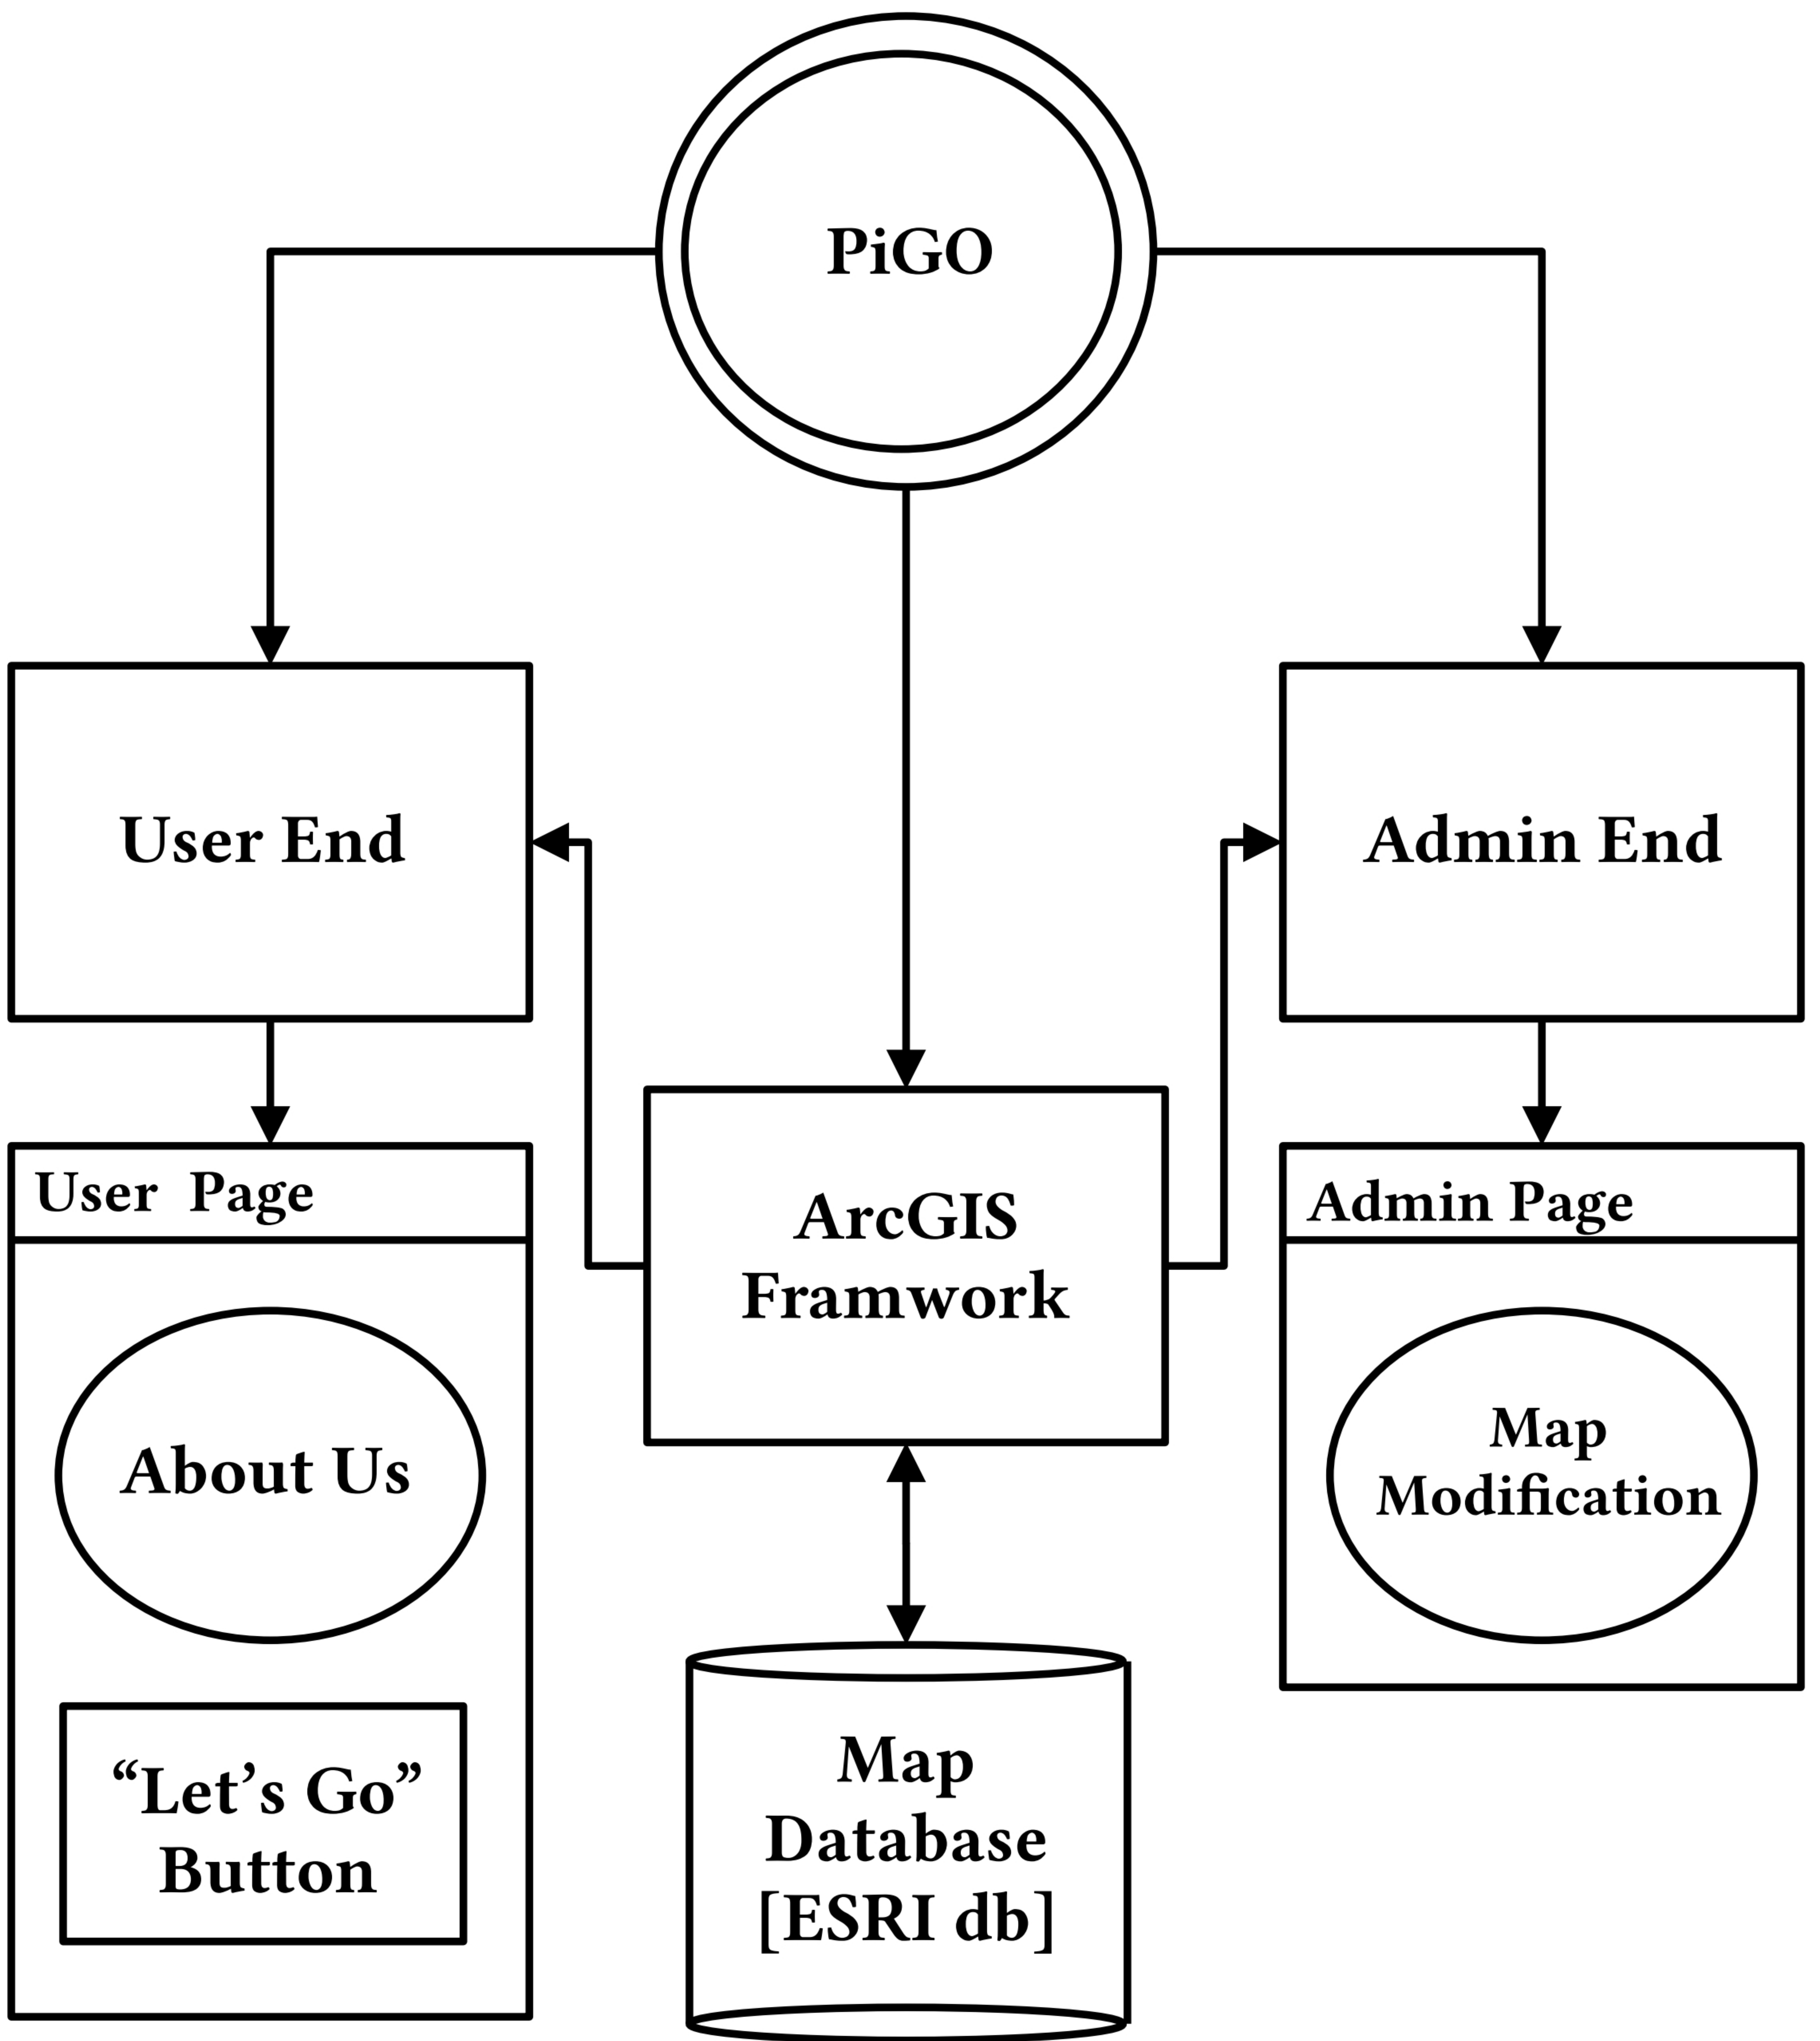 PiGO
User End
Admin End
User Page
About Us
“Let’s Go”
Button
ArcGIS
Framwork
Map
Database
[ESRI db]
Admin Page
Map
Modification